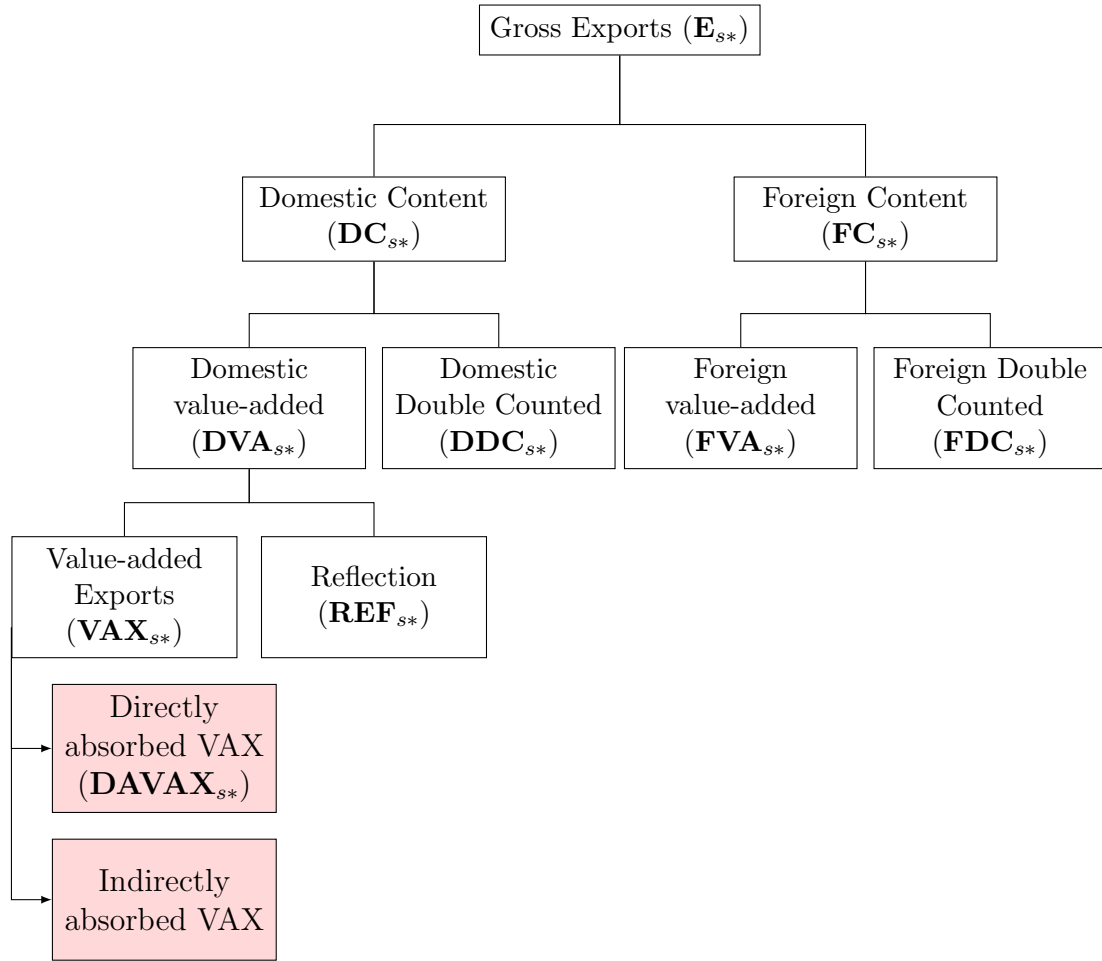 Gross Exports (E_{s*})
Domestic Content
(DC_{s*})
Foreign Content
(FC_{s*})
Domestic
value-added
(DVA_{s*})
Domestic
Double Counted
(DDC_{s*})
Foreign
value-added
(FVA_{s*})
Foreign Double
Counted
(FDC_{s*})
Value-added
Exports
(VAX_{s*})
Reflection
(REF_{s*})
Directly
absorbed VAX
(DAVAX_{s*})
Indirectly
absorbed VAX